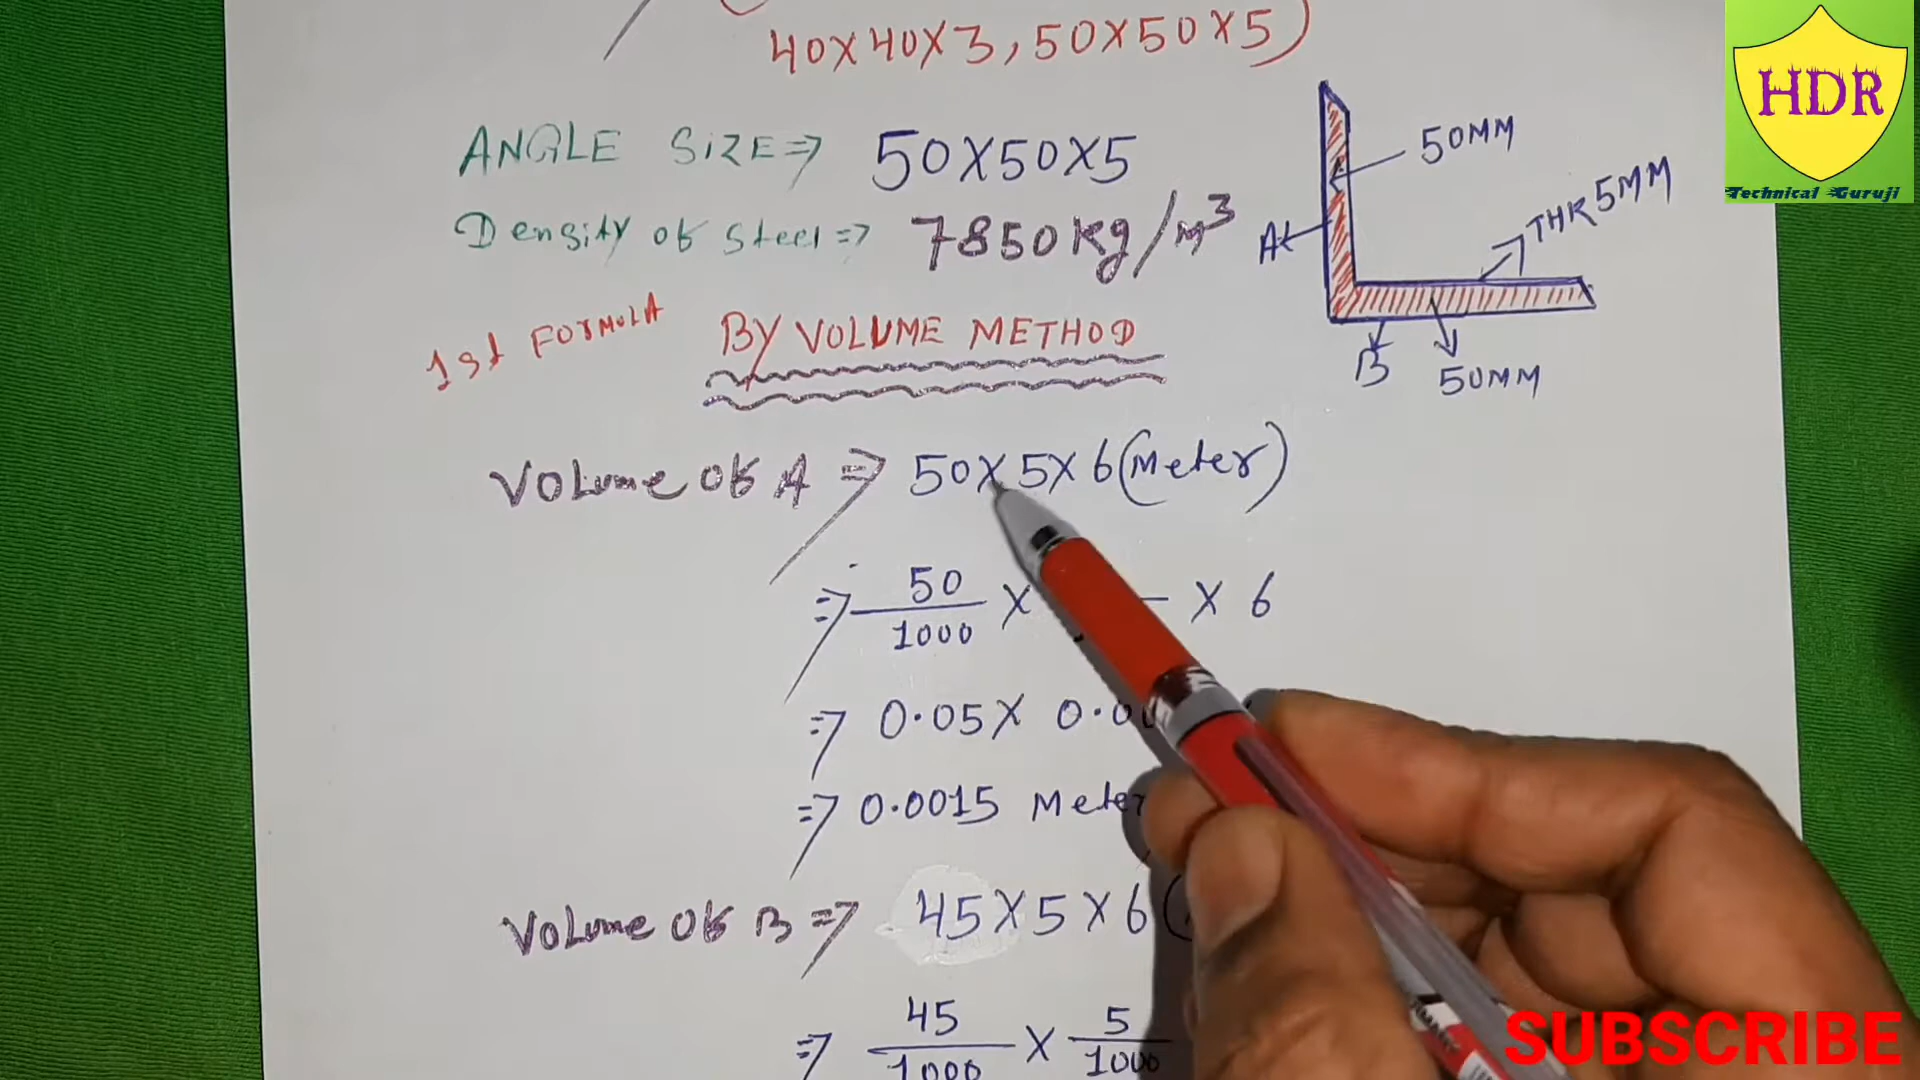 40X40X3, 50X50X5)
HDR
Technical Guruji
ANGLE SIZE⇒ 50X50X5
Density of steel⇒ 7850kg/m³
50MM
THK 5MM
A
B
50MM
1st FORMULA BY VOLUME METHOD
Volume of A ⇒ 50X5X6(Meter)
⇒ 50/1000 X X 6
⇒ 0.05X 0.00
⇒ 0.0015 Meter
Volume of B ⇒ 45X5X6(
⇒ 45/1000 X 5/1000
SUBSCRIBE